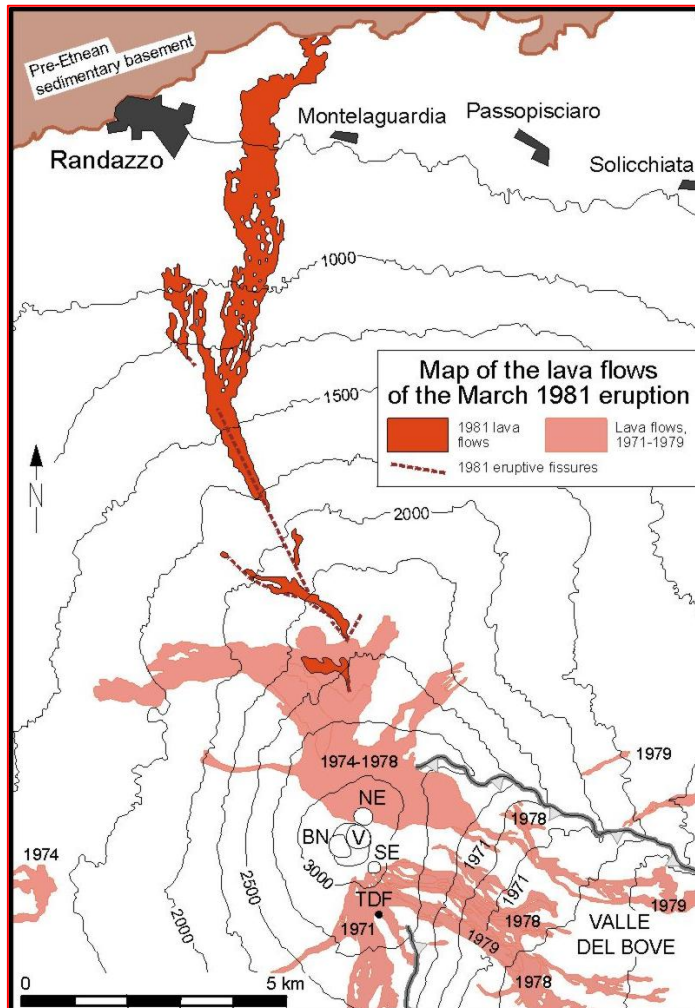 Pre-Etnean
sedimentary basement
Montelaguardia
Passopisciaro
Randazzo
Solicchiata
1000
Map of the lava flows
of the March 1981 eruption
1981 lava
flows
Lava flows,
1971-1979
1981 eruptive fissures
1500
N
2000
1974-1978
1979
NE
1978
BN
V
SE
1971
1974
3000
1971
2500
TDF
1979
1978
2000
1971
1979
VALLE
DEL BOVE
1978
0
5 km